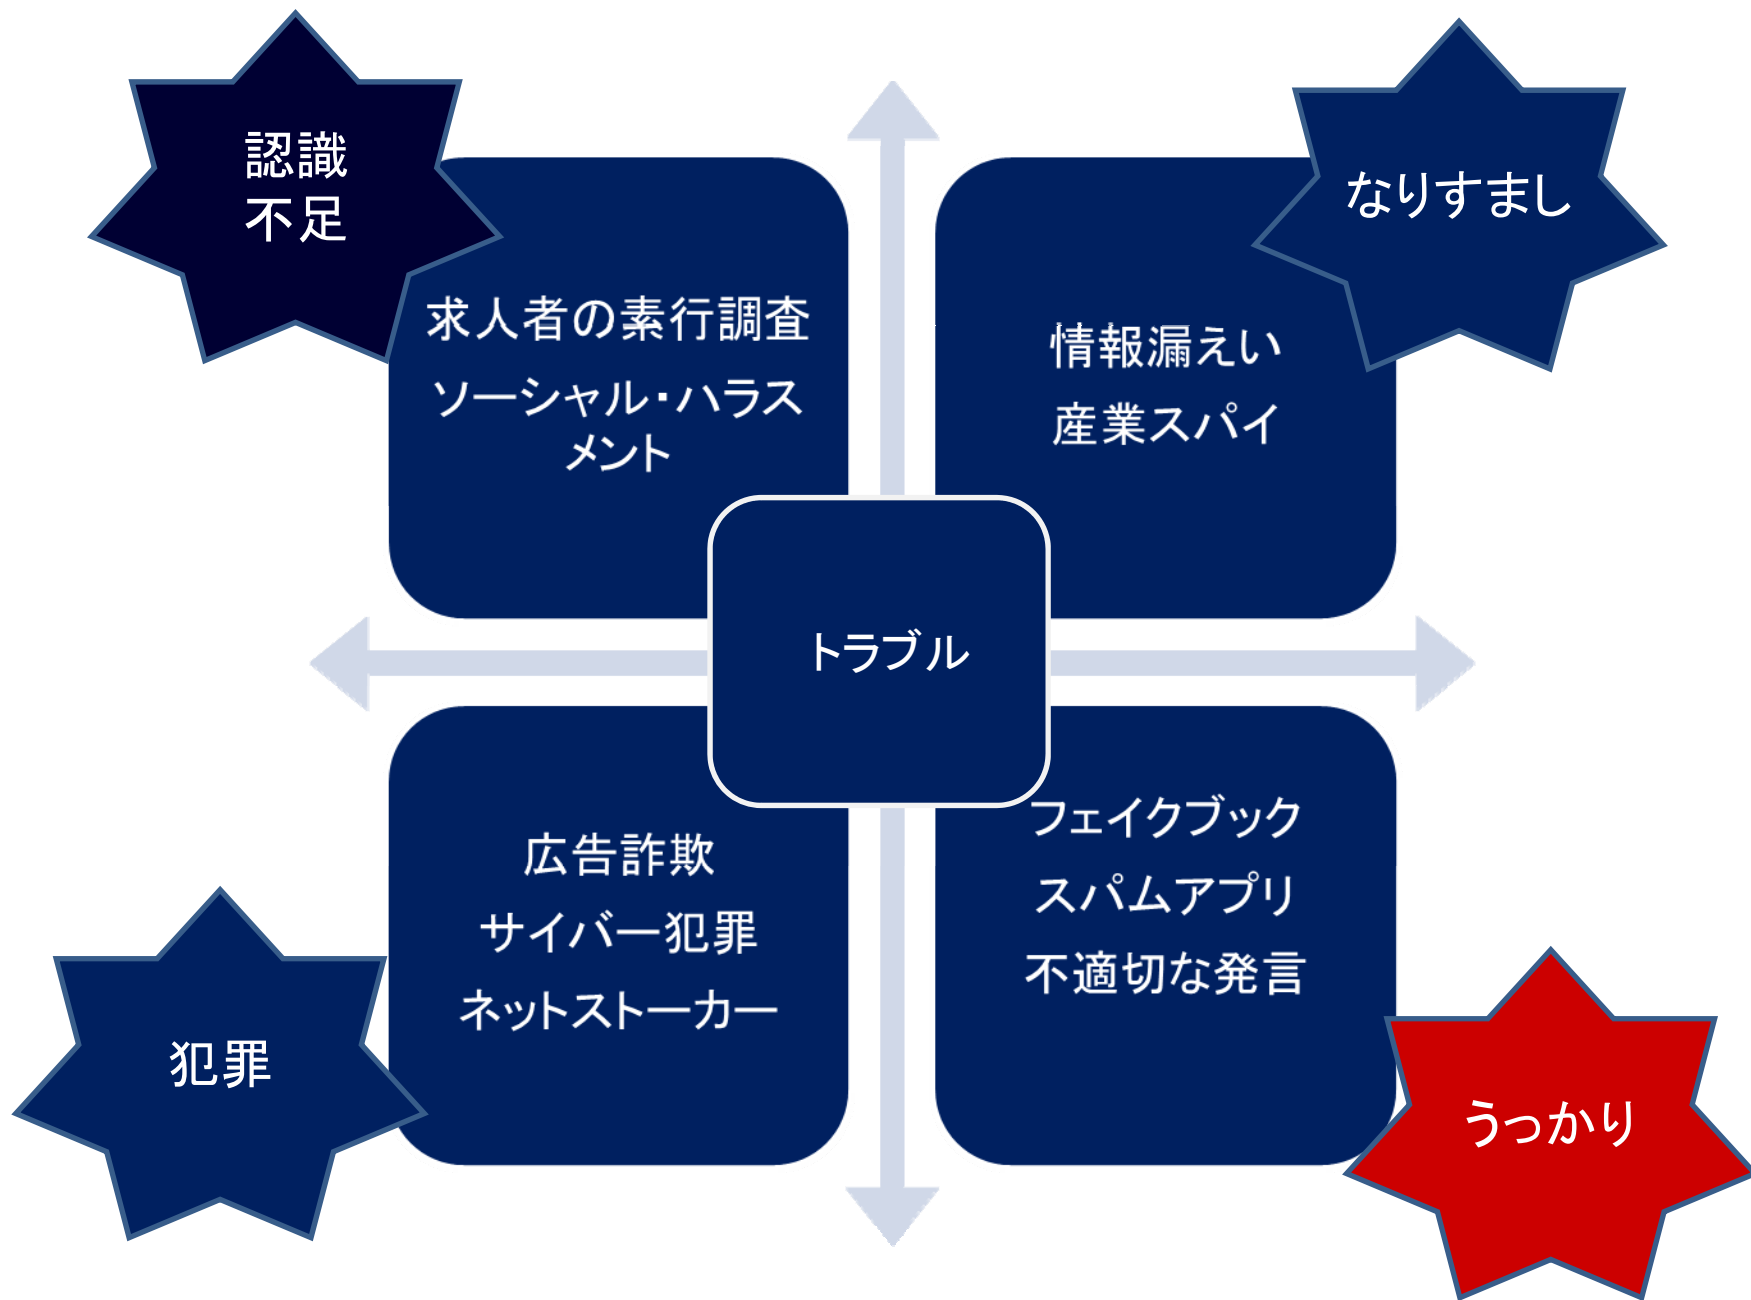 認識
不足
なりすまし
求人者の素行調査
ソーシャル・ハラス
メント
情報漏えい
産業スパイ
トラブル
広告詐欺
サイバー犯罪
ネットストーカー
フェイクブック
スパムアプリ
不適切な発言
犯罪
うっかり